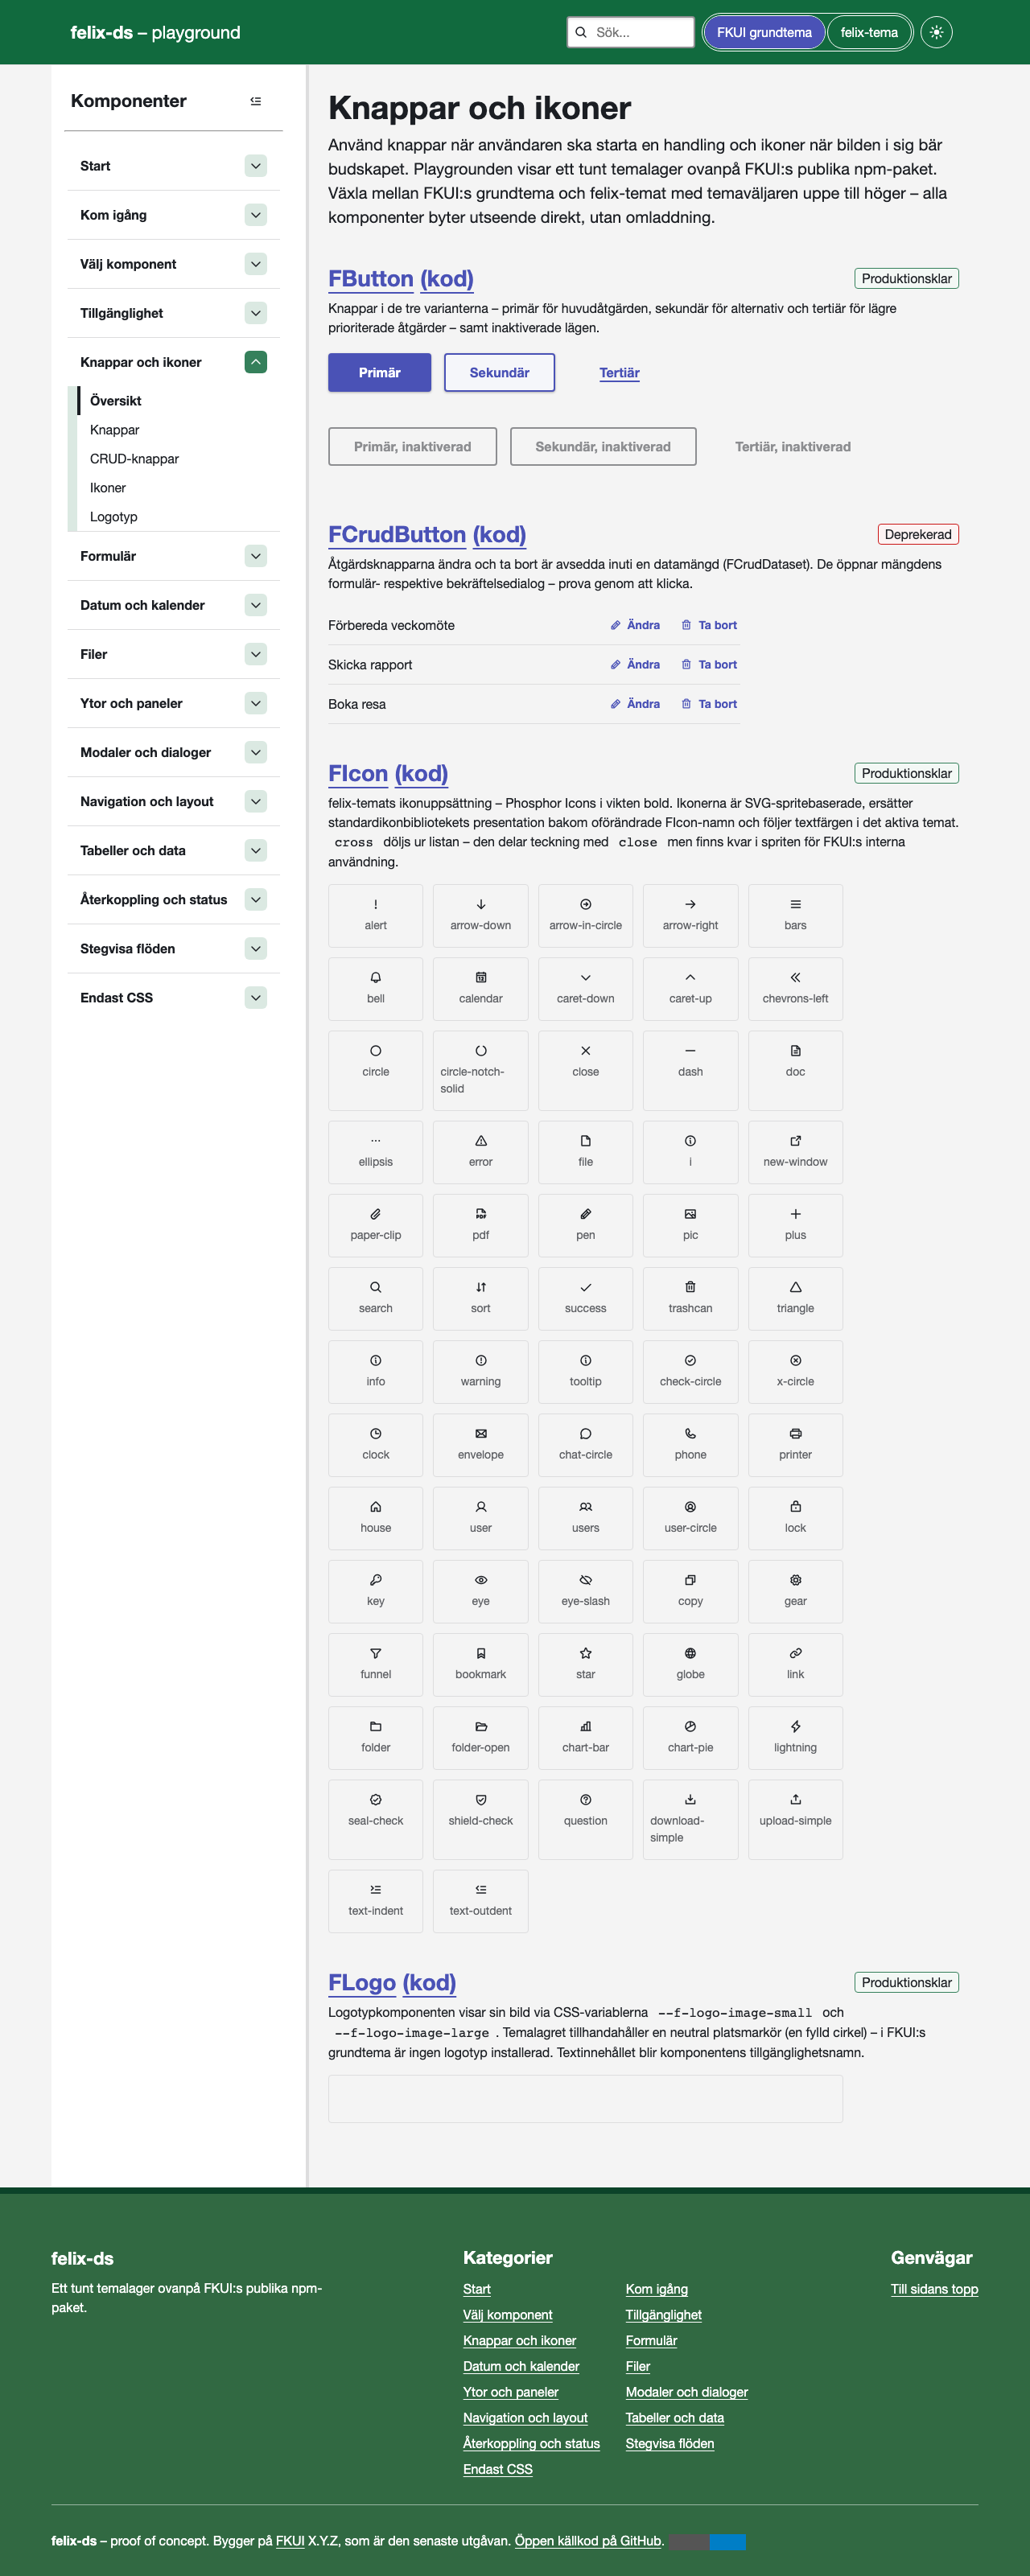 felix-ds – playground
Sök...
FKUI grundtema
felix-tema
Komponenter
Start
Kom igång
Välj komponent
Tillgänglighet
Knappar och ikoner
Översikt
Knappar
CRUD-knappar
Ikoner
Logotyp
Formulär
Datum och kalender
Filer
Ytor och paneler
Modaler och dialoger
Navigation och layout
Tabeller och data
Återkoppling och status
Stegvisa flöden
Endast CSS
Knappar och ikoner
Använd knappar när användaren ska starta en handling och ikoner när bilden i sig bär
budskapet. Playgrounden visar ett tunt temalager ovanpå FKUI:s publika npm-paket.
Växla mellan FKUI:s grundtema och felix-temat med temaväljaren uppe till höger – alla
komponenter byter utseende direkt, utan omladdning.
FButton (kod)
Produktionsklar
Knappar i de tre varianterna – primär för huvudåtgärden, sekundär för alternativ och tertiär för lägre
prioriterade åtgärder – samt inaktiverade lägen.
Primär
Sekundär
Tertiär
Primär, inaktiverad
Sekundär, inaktiverad
Tertiär, inaktiverad
FCrudButton (kod)
Deprekerad
Åtgärdsknapparna ändra och ta bort är avsedda inuti en datamängd (FCrudDataset). De öppnar mängdens
formulär- respektive bekräftelsedialog – prova genom att klicka.
Förbereda veckomöte
Ändra
Ta bort
Skicka rapport
Ändra
Ta bort
Boka resa
Ändra
Ta bort
FIcon (kod)
Produktionsklar
felix-temats ikonuppsättning – Phosphor Icons i vikten bold. Ikonerna är SVG-spritebaserade, ersätter
standardikonbibliotekets presentation bakom oförändrade FIcon-namn och följer textfärgen i det aktiva temat.
cross döljs ur listan – den delar teckning med close men finns kvar i spriten för FKUI:s interna
användning.
alert
arrow-down
arrow-in-circle
arrow-right
bars
bell
calendar
caret-down
caret-up
chevrons-left
circle
circle-notch-
solid
close
dash
doc
ellipsis
error
file
i
new-window
paper-clip
pdf
pen
pic
plus
search
sort
success
trashcan
triangle
info
warning
tooltip
check-circle
x-circle
clock
envelope
chat-circle
phone
printer
house
user
users
user-circle
lock
key
eye
eye-slash
copy
gear
funnel
bookmark
star
globe
link
folder
folder-open
chart-bar
chart-pie
lightning
seal-check
shield-check
question
download-
simple
upload-simple
text-indent
text-outdent
FLogo (kod)
Produktionsklar
Logotypkomponenten visar sin bild via CSS-variablerna --f-logo-image-small och
--f-logo-image-large . Temalagret tillhandahåller en neutral platsmarkör (en fylld cirkel) – i FKUI:s
grundtema är ingen logotyp installerad. Textinnehållet blir komponentens tillgänglighetsnamn.
felix-ds
Ett tunt temalager ovanpå FKUI:s publika npm-
paket.
Kategorier
Start
Kom igång
Välj komponent
Tillgänglighet
Knappar och ikoner
Formulär
Datum och kalender
Filer
Ytor och paneler
Modaler och dialoger
Navigation och layout
Tabeller och data
Återkoppling och status
Stegvisa flöden
Endast CSS
Genvägar
Till sidans topp
felix-ds – proof of concept. Bygger på FKUI X.Y.Z, som är den senaste utgåvan. Öppen källkod på GitHub.